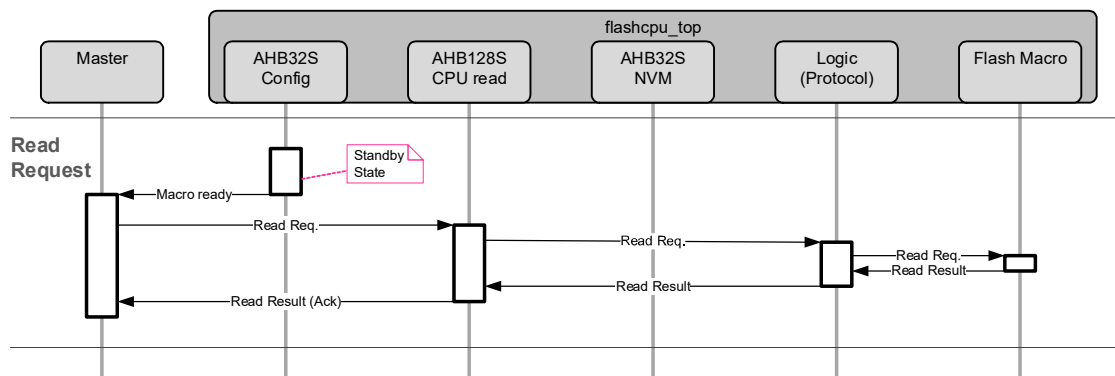 flashcpu_top
Master
AHB32S
Config
AHB128S
CPU read
AHB32S
NVM
Logic
(Protocol)
Flash Macro
Read
Request
Standby
State
Macro ready
Read Req.
Read Req.
Read Req.
Read Result
Read Result
Read Result (Ack)